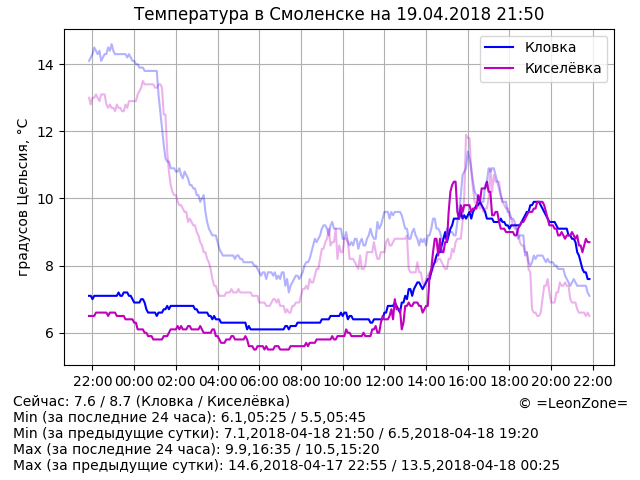 Температура в Смоленске на 19.04.2018 21:50
градусов Цельсия, °C
14
12
10
8
6
Кловка
Киселёвка
22:00 00:00 02:00 04:00 06:00 08:00 10:00 12:00 14:00 16:00 18:00 20:00 22:00
Сейчас: 7.6 / 8.7 (Кловка / Киселёвка)
© =LeonZone=
Min (за последние 24 часа): 6.1,05:25 / 5.5,05:45
Min (за предыдущие сутки): 7.1,2018-04-18 21:50 / 6.5,2018-04-18 19:20
Max (за последние 24 часа): 9.9,16:35 / 10.5,15:20
Max (за предыдущие сутки): 14.6,2018-04-17 22:55 / 13.5,2018-04-18 00:25